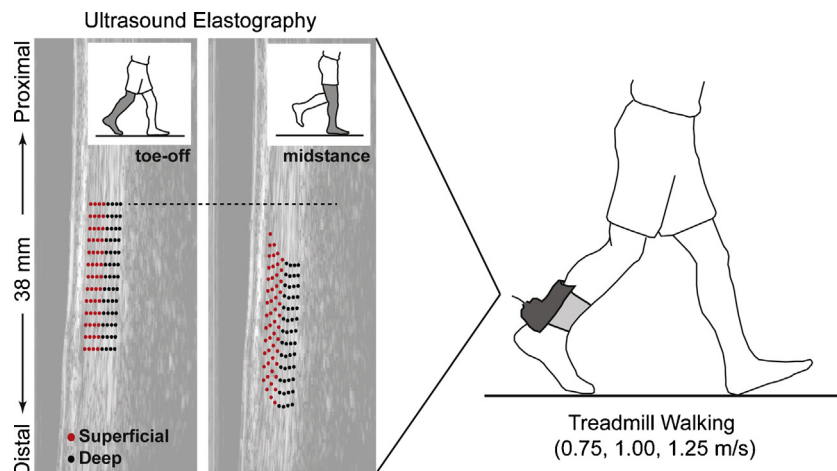 Ultrasound Elastography
Proximal
38 mm
Distal
toe-off
midstance
Superficial
Deep
Treadmill Walking
(0.75, 1.00, 1.25 m/s)